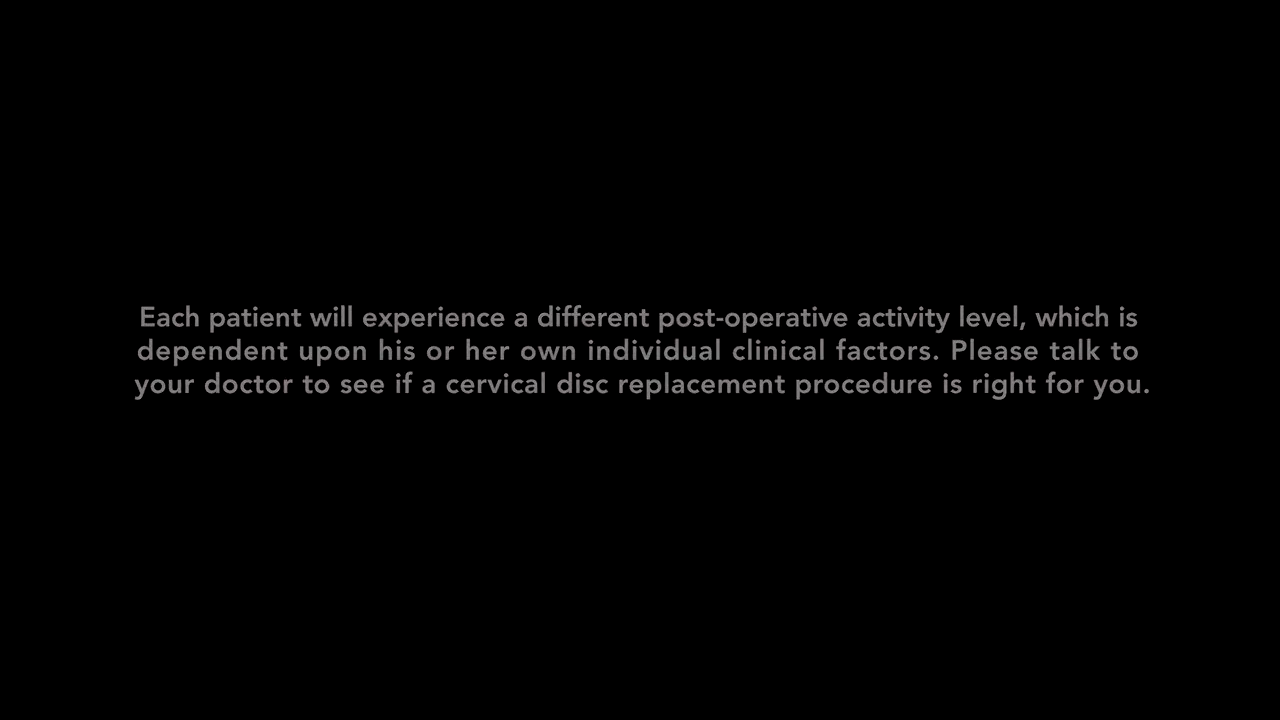 Each patient will experience a different post-operative activity level, which is
dependent upon his or her own individual clinical factors. Please talk to
your doctor to see if a cervical disc replacement procedure is right for you.